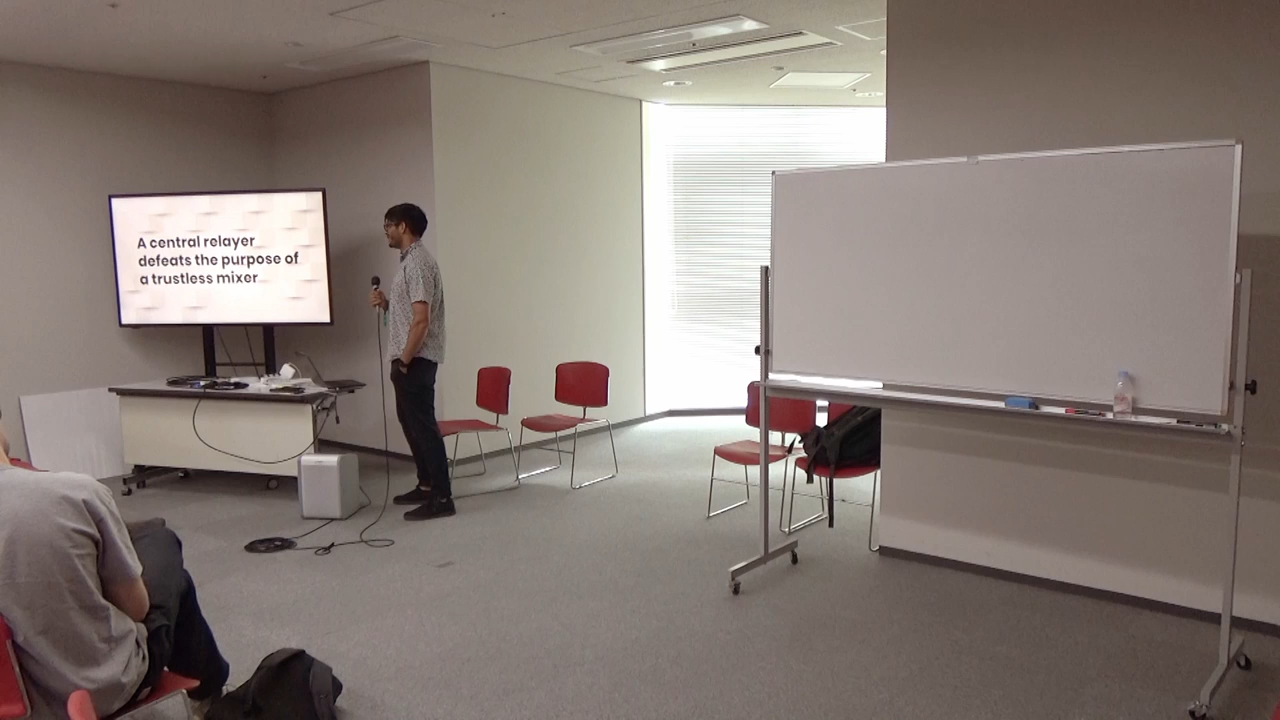 A central relayer
defeats the purpose of
a trustless mixer